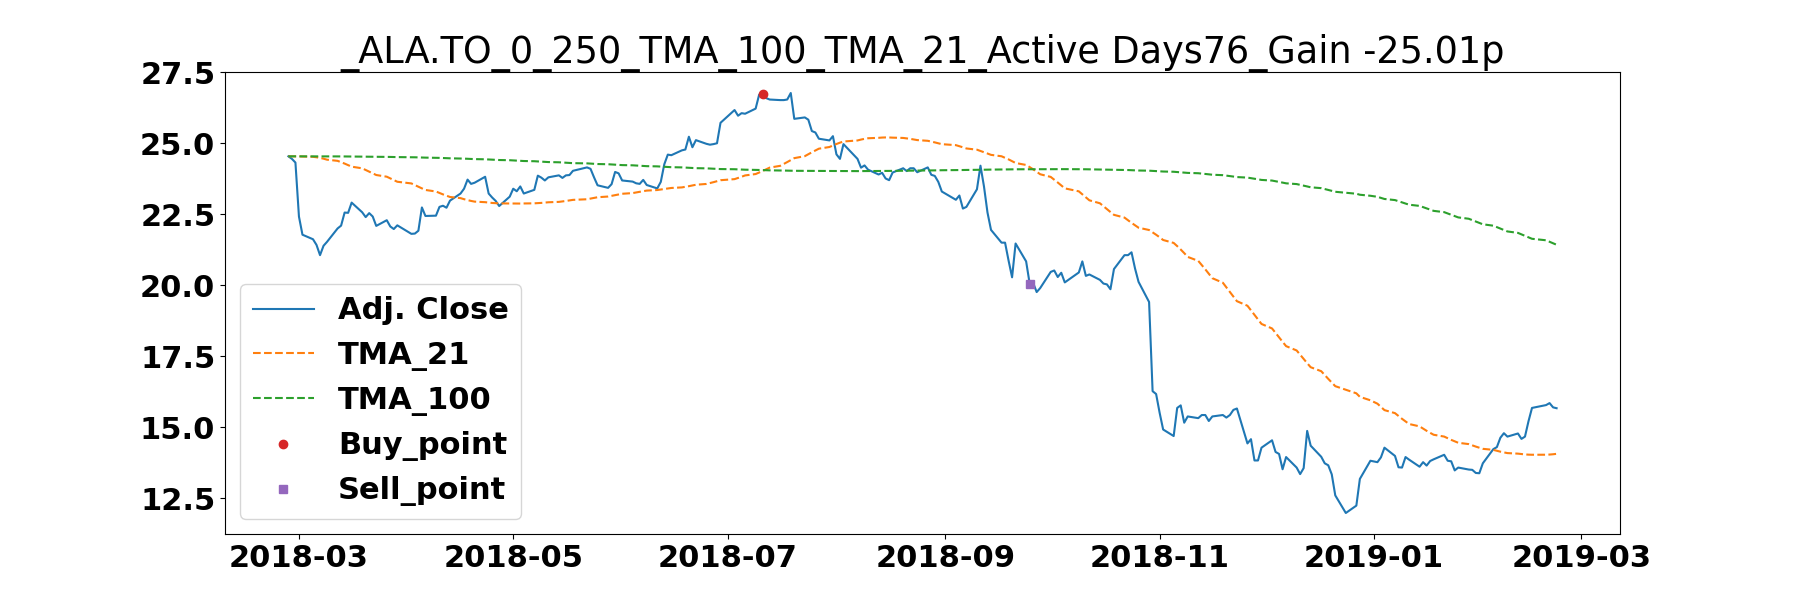 _ALA.TO_0_250_TMA_100_TMA_21_Active Days76_Gain -25.01p
27.5
25.0
22.5
20.0
17.5
15.0
12.5
Adj. Close
TMA_21
TMA_100
Buy_point
Sell_point
2018-03 2018-05 2018-07 2018-09 2018-11 2019-01 2019-03